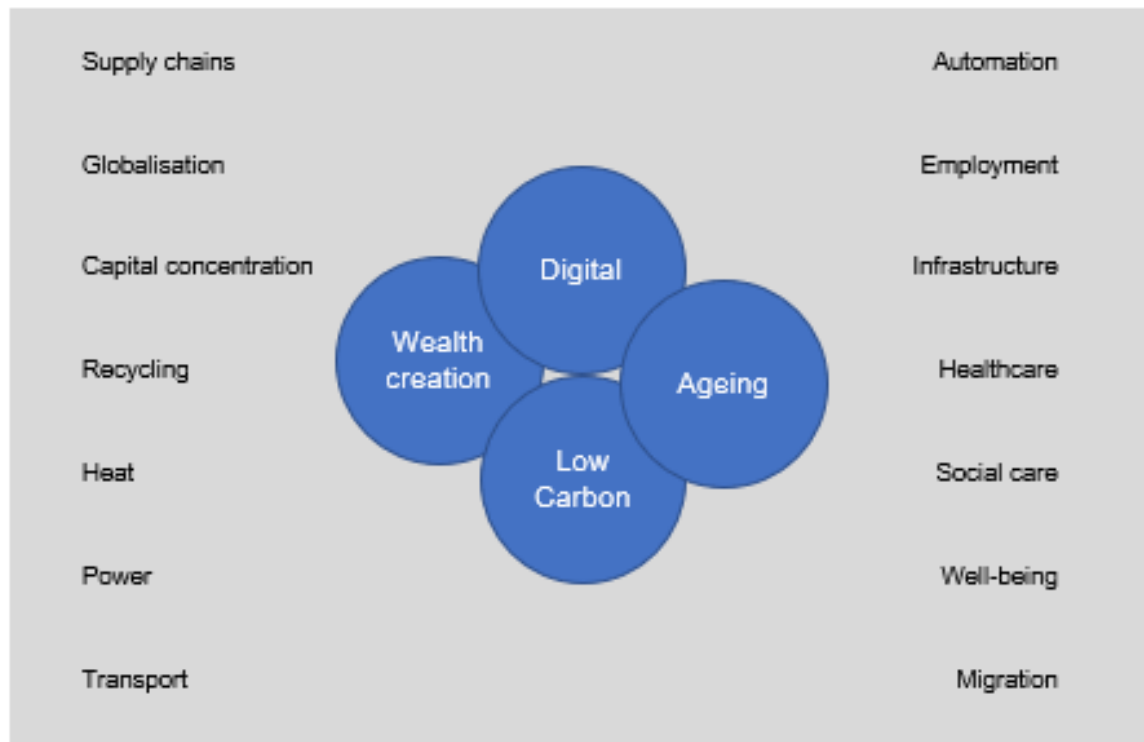 Supply chains
Globalisation
Capital concentration
Recycling
Heat
Power
Transport
Digital
Wealth
creation
Ageing
Low
Carbon
Automation
Employment
Infrastructure
Healthcare
Social care
Well-being
Migration